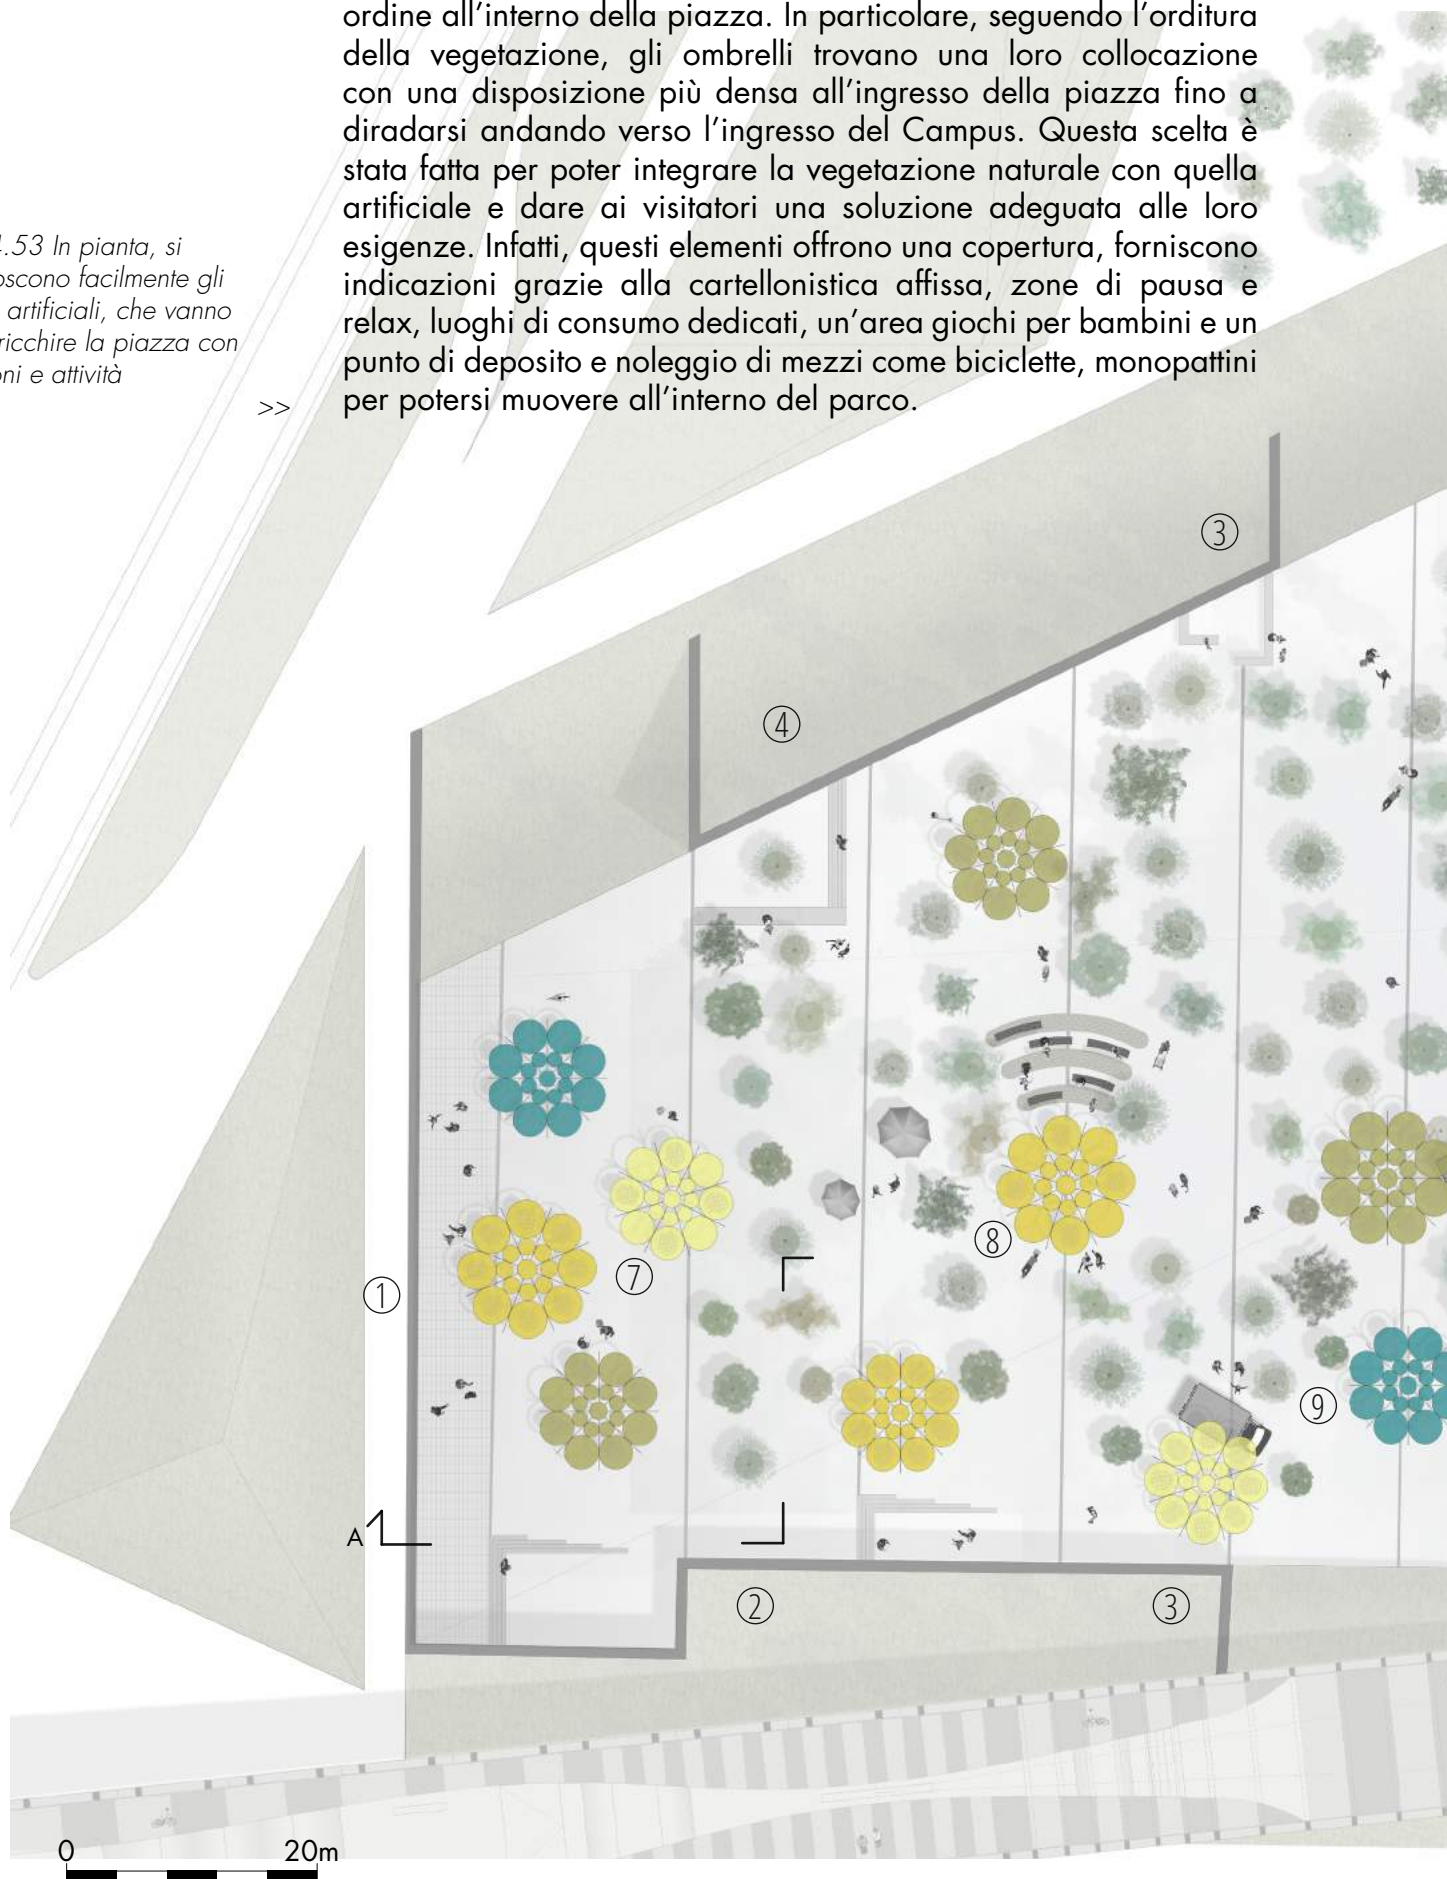 ordine all’interno della piazza. In particolare, seguendo l’orditura
della vegetazione, gli ombrelli trovano una loro collocazione
con una disposizione più densa all’ingresso della piazza fino a
diradarsi andando verso l’ingresso del Campus. Questa scelta è
stata fatta per poter integrare la vegetazione naturale con quella
artificiale e dare ai visitatori una soluzione adeguata alle loro
esigenze. Infatti, questi elementi offrono una copertura, forniscono
indicazioni grazie alla cartellonistica affissa, zone di pausa e
relax, luoghi di consumo dedicati, un’area giochi per bambini e un
punto di deposito e noleggio di mezzi come biciclette, monopattini
per potersi muovere all’interno del parco.
.53 In pianta, si
oscono facilmente gli
artificiali, che vanno
ricchire la piazza con
oni e attività
>>
3
4
8
7
1
9
A
2
3
0 20m